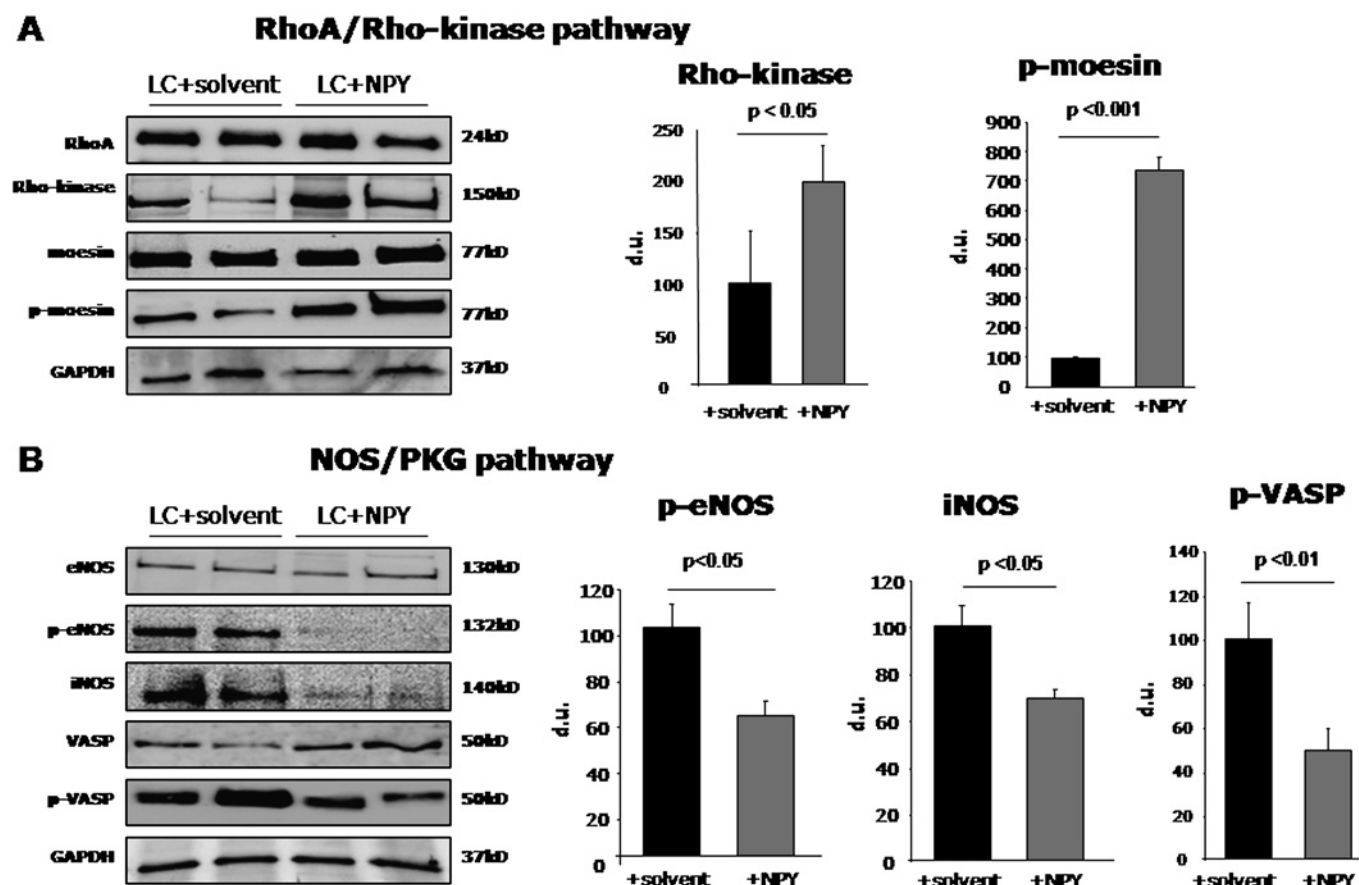 A
RhoA/Rho-kinase pathway
LC+solvent LC+NPY
RhoA 24kD
Rho-kinase 150kD
moesin 77kD
p-moesin 77kD
GAPDH 37kD
Rho-kinase
p < 0.05
250
200
150
100
50
0
d.u.
+solvent +NPY
p-moesin
p <0.001
900
800
700
600
500
400
300
200
100
0
d.u.
+solvent +NPY
B
NOS/PKG pathway
LC+solvent LC+NPY
eNOS 130kD
p-eNOS 132kD
iNOS 140kD
VASP 50kD
p-VASP 50kD
GAPDH 37kD
p-eNOS
p<0.05
120
100
80
60
40
20
0
d.u.
+solvent +NPY
iNOS
p <0.05
120
100
80
60
40
20
0
d.u.
+solvent +NPY
p-VASP
p <0.01
140
120
100
80
60
40
20
0
d.u.
+solvent +NPY